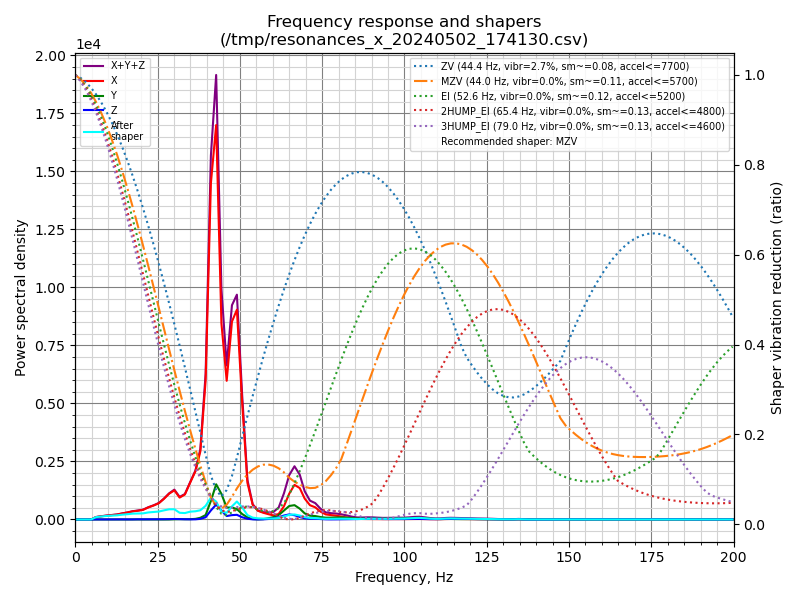 Frequency response and shapers
(/tmp/resonances_x_20240502_174130.csv)
1e4
X+Y+Z
X
Y
Z
After
shaper
ZV (44.4 Hz, vibr=2.7%, sm~=0.08, accel<=7700)
MZV (44.0 Hz, vibr=0.0%, sm~=0.11, accel<=5700)
EI (52.6 Hz, vibr=0.0%, sm~=0.12, accel<=5200)
2HUMP_EI (65.4 Hz, vibr=0.0%, sm~=0.13, accel<=4800)
3HUMP_EI (79.0 Hz, vibr=0.0%, sm~=0.13, accel<=4600)
Recommended shaper: MZV
Power spectral density
2.00
1.75
1.50
1.25
1.00
0.75
0.50
0.25
0.00
1.0
0.8
0.6
0.4
0.2
0.0
Shaper vibration reduction (ratio)
0 25 50 75 100 125 150 175 200
Frequency, Hz